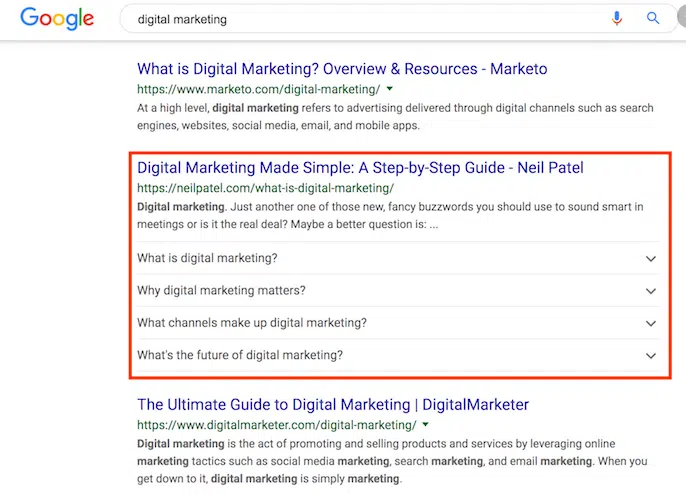 Google
digital marketing
What is Digital Marketing? Overview & Resources - Marketo
https://www.marketo.com/digital-marketing/
At a high level, digital marketing refers to advertising delivered through digital channels such as search
engines, websites, social media, email, and mobile apps.
Digital Marketing Made Simple: A Step-by-Step Guide - Neil Patel
https://neilpatel.com/what-is-digital-marketing/
Digital marketing. Just another one of those new, fancy buzzwords you should use to sound smart in
meetings or is it the real deal? Maybe a better question is: ...
What is digital marketing?
Why digital marketing matters?
What channels make up digital marketing?
What's the future of digital marketing?
The Ultimate Guide to Digital Marketing | DigitalMarketer
https://www.digitalmarketer.com/digital-marketing/
Digital marketing is the act of promoting and selling products and services by leveraging online
marketing tactics such as social media marketing, search marketing, and email marketing. When you
get down to it, digital marketing is simply marketing.